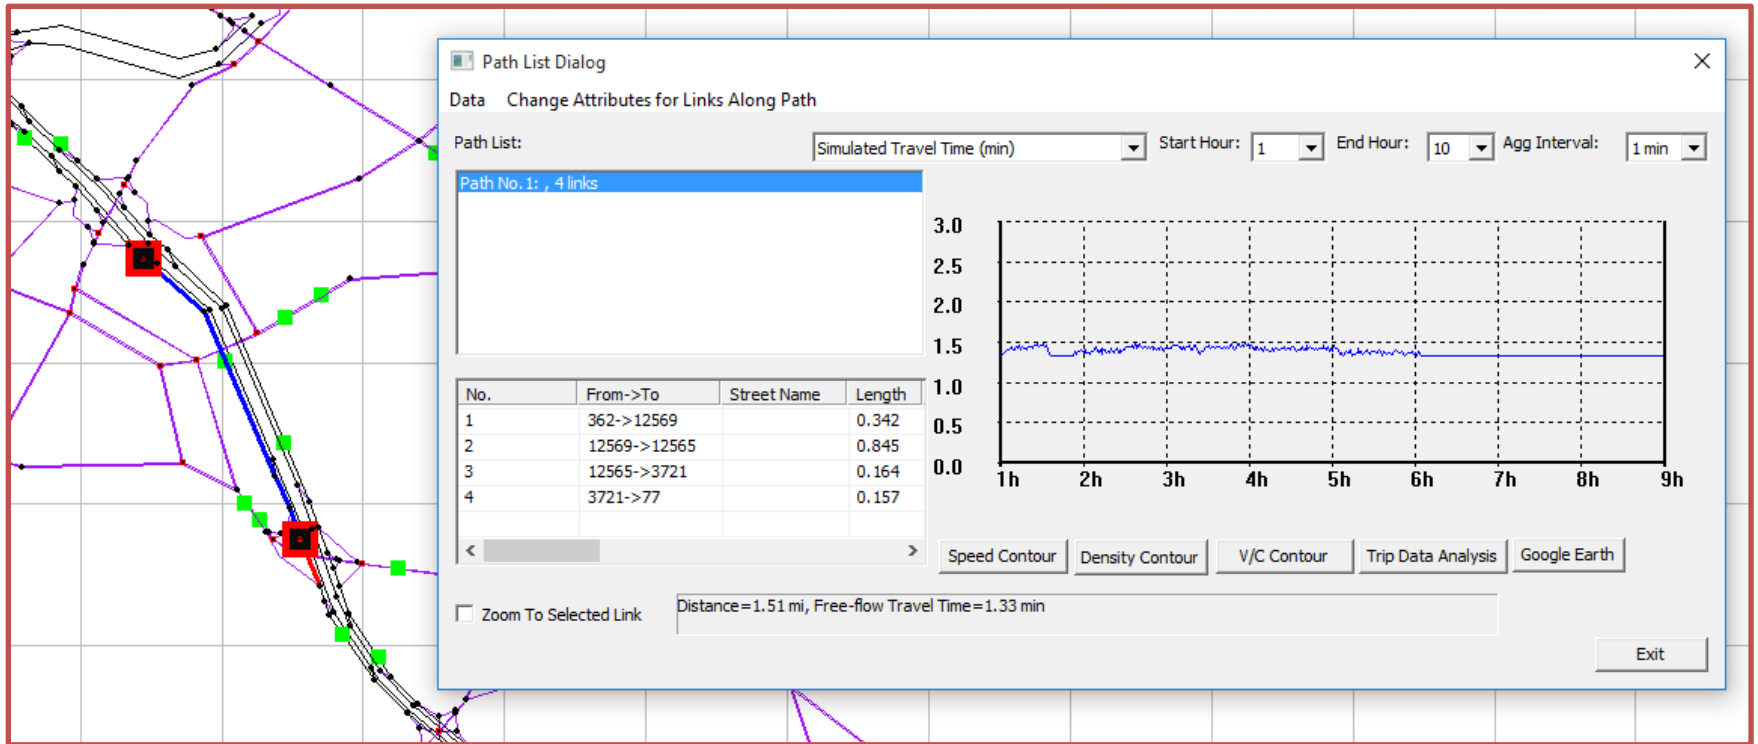 Path List Dialog
Data Change Attributes for Links Along Path
Path List:
Simulated Travel Time (min)
Start Hour: 1
End Hour: 10
Agg Interval: 1 min
Path No. 1: , 4 links
3.0
2.5
2.0
1.5
1.0
0.5
0.0
1h 2h 3h 4h 5h 6h 7h 8h 9h
No. From->To Street Name Length
1 362->12569 0.342
2 12569->12565 0.845
3 12565->3721 0.164
4 3721->77 0.157
Speed Contour Density Contour V/C Contour Trip Data Analysis Google Earth
Zoom To Selected Link
Distance=1.51 mi, Free-flow Travel Time=1.33 min
Exit